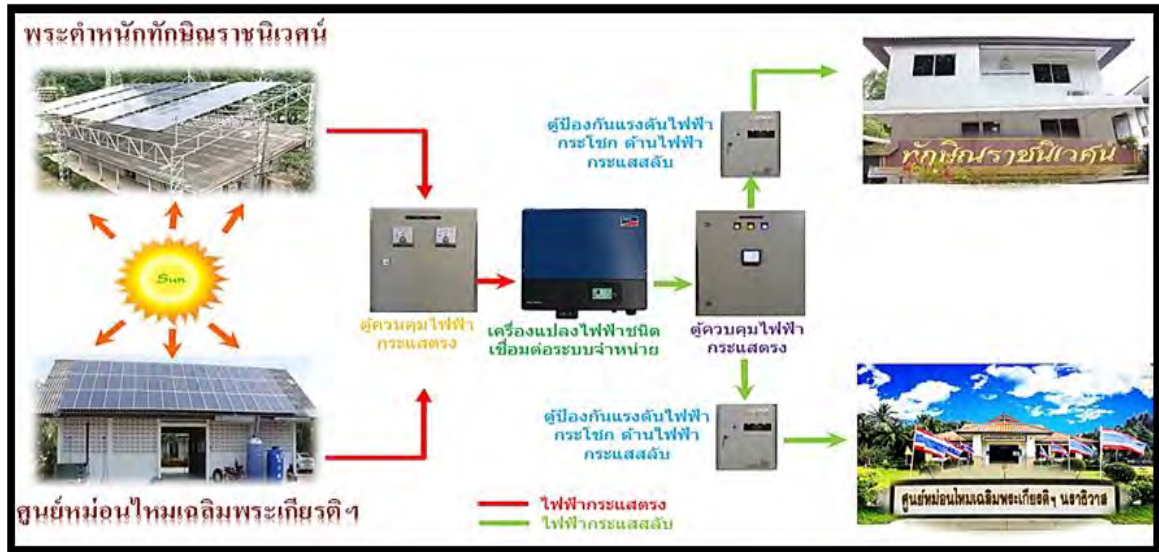 พระตำหนักทักษิณราชนิเวศน์
ตู้ป้องกันแรงดันไฟฟ้า
กระโชก ด้านไฟฟ้า
กระแสสลับ
ทักษิณราชนิเวศน์
Sun
ตู้ควบคุมไฟฟ้า
กระแสตรง
เครื่องแปลงไฟฟ้าชนิด
เชื่อมต่อระบบจำหน่าย
ตู้ควบคุมไฟฟ้า
กระแสตรง
ตู้ป้องกันแรงดันไฟฟ้า
กระโชก ด้านไฟฟ้า
กระแสสลับ
ศูนย์หม่อนไหมเฉลิมพระเกียรติฯ นราธิวาส
ศูนย์หม่อนไหมเฉลิมพระเกียรติฯ
ไฟฟ้ากระแสตรง
ไฟฟ้ากระแสสลับ